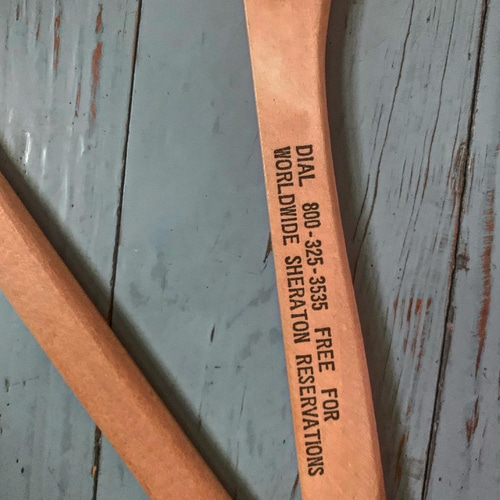 DIAL 800-325-3535 FREE FOR
WORLDWIDE SHERATON RESERVATIONS